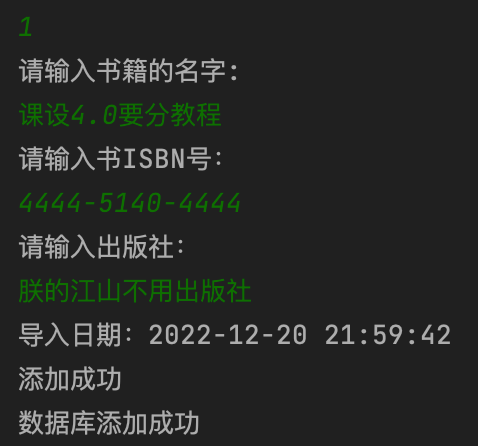 1
请输入书籍的名字:
课设4.0要分教程
请输入书ISBN号:
4444-5140-4444
请输入出版社:
朕的江山不用出版社
导入日期: 2022-12-20 21:59:42
添加成功
数据库添加成功